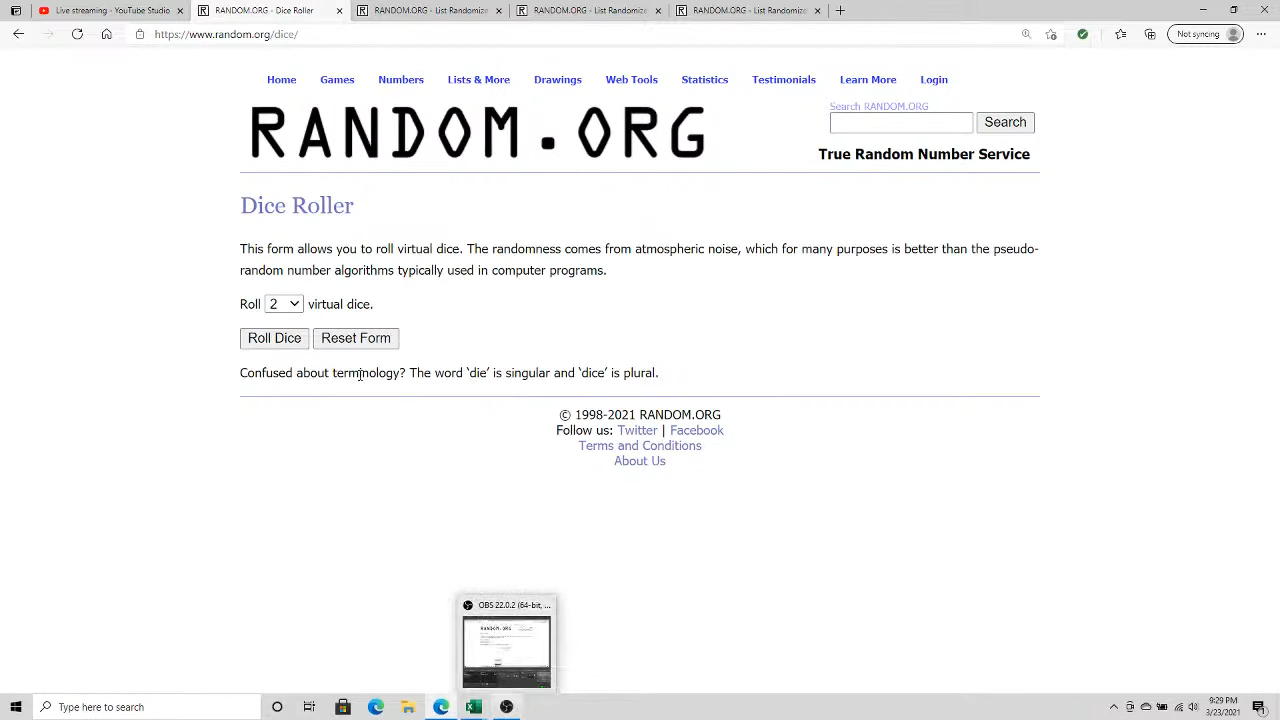 Live streaming - YouTube Studio
RANDOM.ORG - Dice Roller
RANDOM.ORG - List Randomizer
RANDOM.ORG - List Randomize
RANDOM.ORG - List Randomizer
https://www.random.org/dice/
Not syncing
Home Games Numbers Lists & More Drawings Web Tools Statistics Testimonials Learn More Login
Search RANDOM.ORG
RANDOM.ORG
Search
True Random Number Service
Dice Roller
This form allows you to roll virtual dice. The randomness comes from atmospheric noise, which for many purposes is better than the pseudo-
random number algorithms typically used in computer programs.
Roll 2 virtual dice.
Roll Dice Reset Form
Confused about terminology? The word ‘die’ is singular and ‘dice’ is plural.
© 1998-2021 RANDOM.ORG
Follow us: Twitter | Facebook
Terms and Conditions
About Us
OBS 22.0.2 (64-bit, ...
Type here to search
9:29 PM
3/23/2021